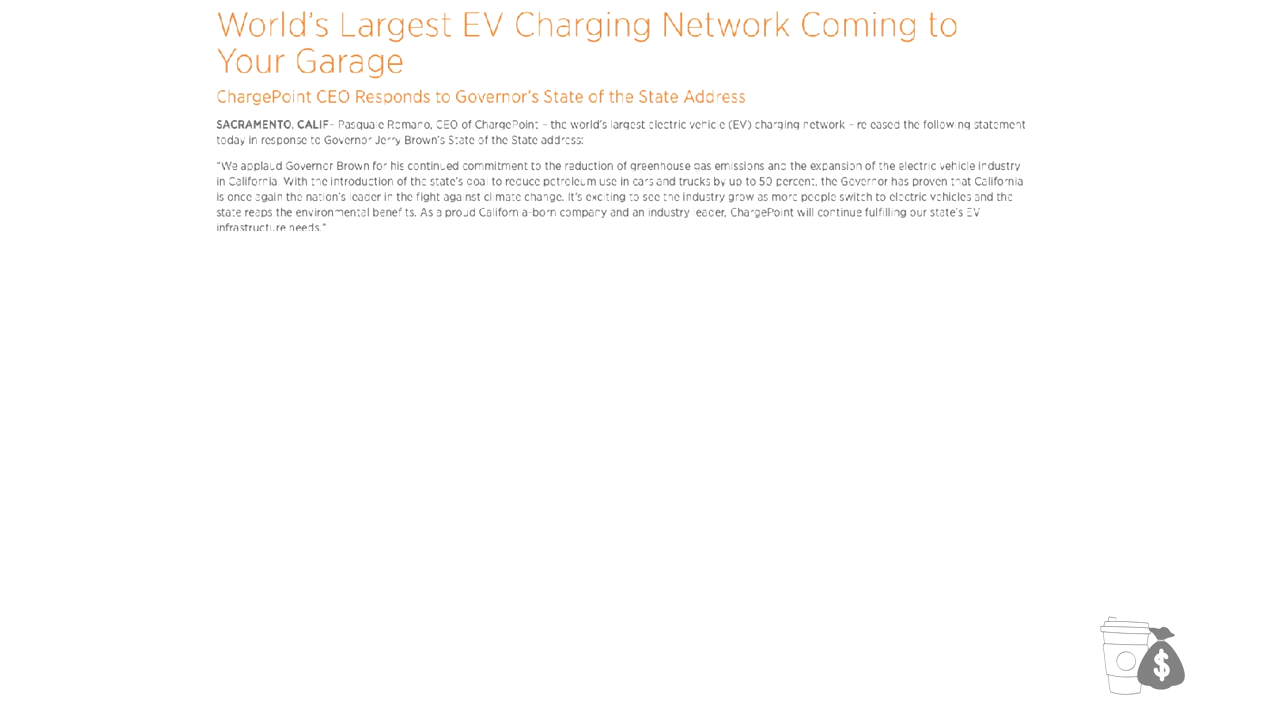 World's Largest EV Charging Network Coming to
Your Garage
ChargePoint CEO Responds to Governor's State of the State Address
SACRAMENTO, CALIF– Pasquale Romano, CEO of ChargePoint – the world's largest electric vehicle (EV) charging network – released the following statement
today in response to Governor Jerry Brown's State of the State address:
"We applaud Governor Brown for his continued commitment to the reduction of greenhouse gas emissions and the expansion of the electric vehicle industry
in California. With the introduction of the state's goal to reduce petroleum use in cars and trucks by up to 50 percent, the Governor has proven that California
is once again the nation's leader in the fight against climate change. It's exciting to see the industry grow as more people switch to electric vehicles and the
state reaps the environmental benefits. As a proud California-born company and an industry leader, ChargePoint will continue fulfilling our state's EV
infrastructure needs."
$